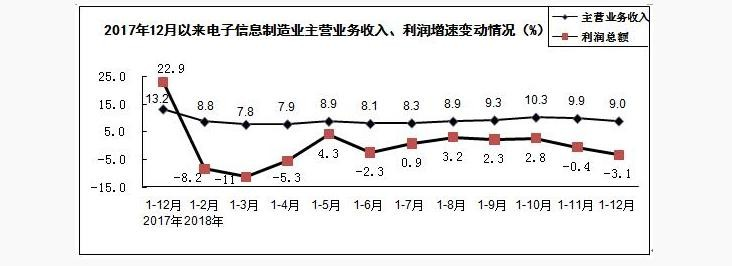 2017年12月以来电子信息制造业主营业务收入、利润增速变动情况（%）
主营业务收入
利润总额
25.0
15.0
5.0
-5.0
-15.0
13.2 8.8 7.8 7.9 8.9 8.1 8.3 8.9 9.3 10.3 9.9 9.0
22.9 -8.2 -11 -5.3 4.3 -2.3 0.9 3.2 2.3 2.8 -0.4 -3.1
1-12月 1-2月 1-3月 1-4月 1-5月 1-6月 1-7月 1-8月 1-9月 1-10月 1-11月 1-12月
2017年 2018年